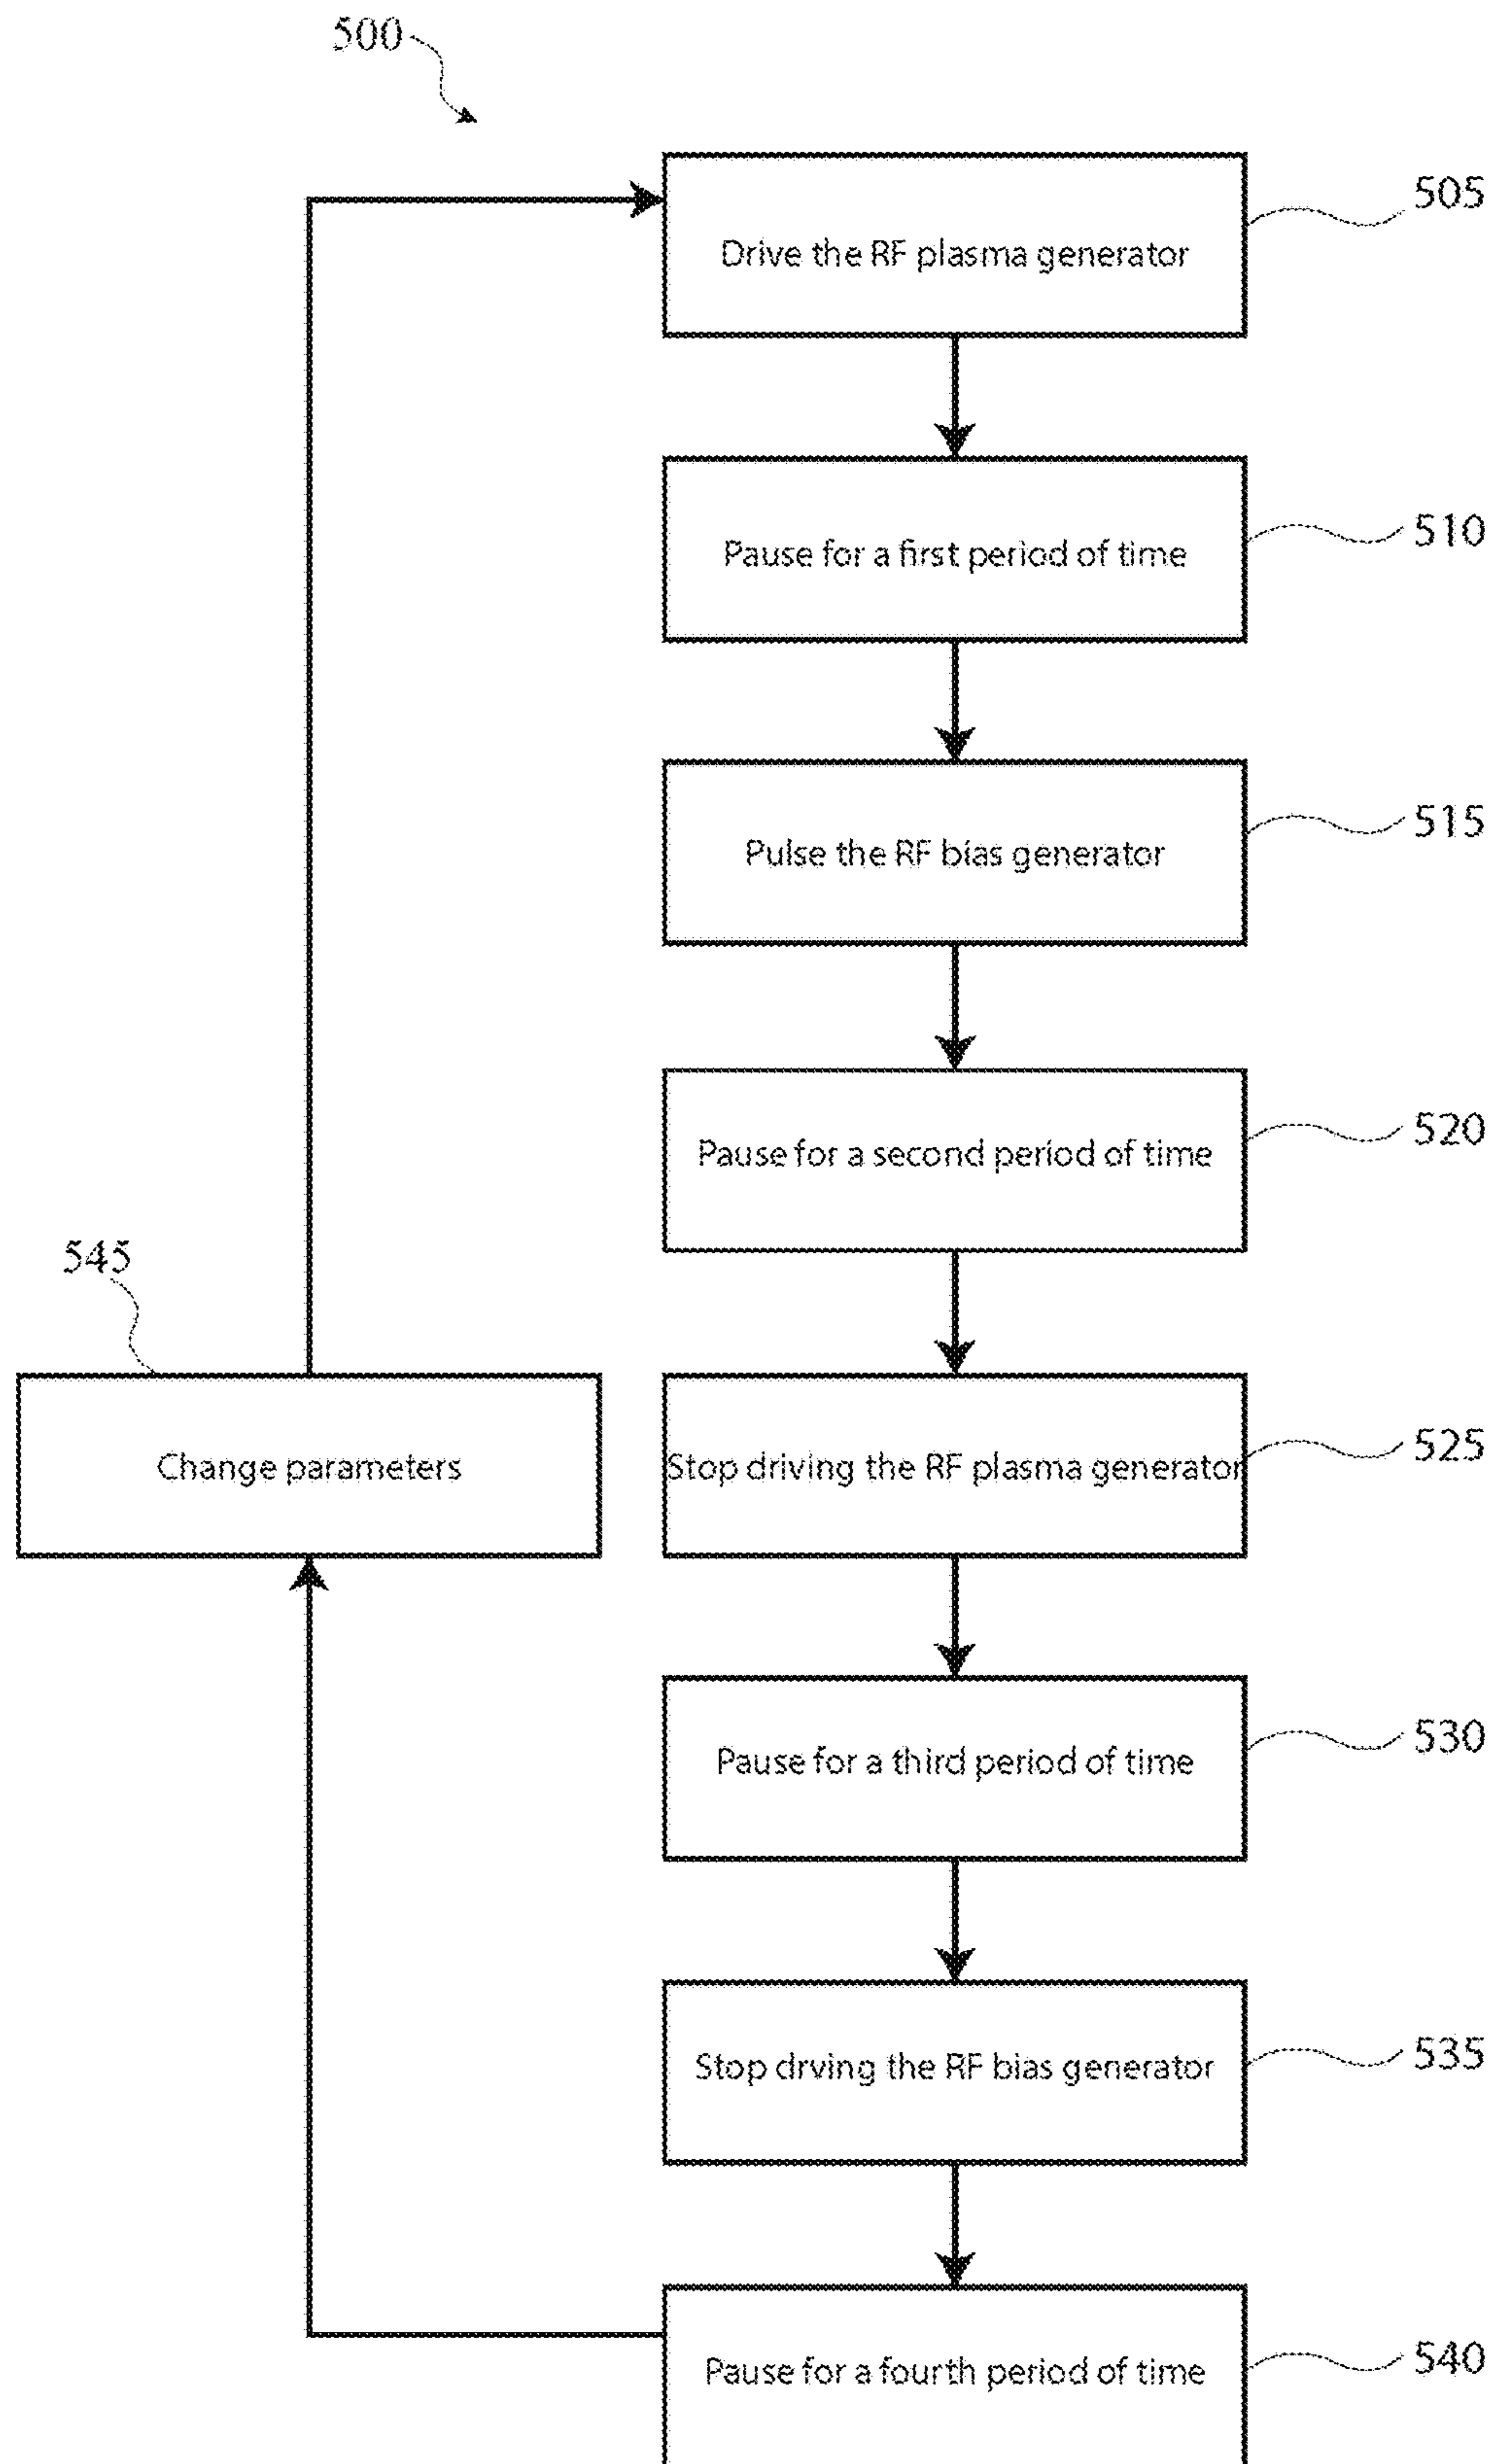 500
Drive the RF plasma generator
505
Pause for a first period of time
510
Pulse the RF bias generator
515
Pause for a second period of time
520
545
Change parameters
Stop driving the RF plasma generator
525
Pause for a third period of time
530
Stop drving the RF bias generator
535
Pause for a fourth period of time
540